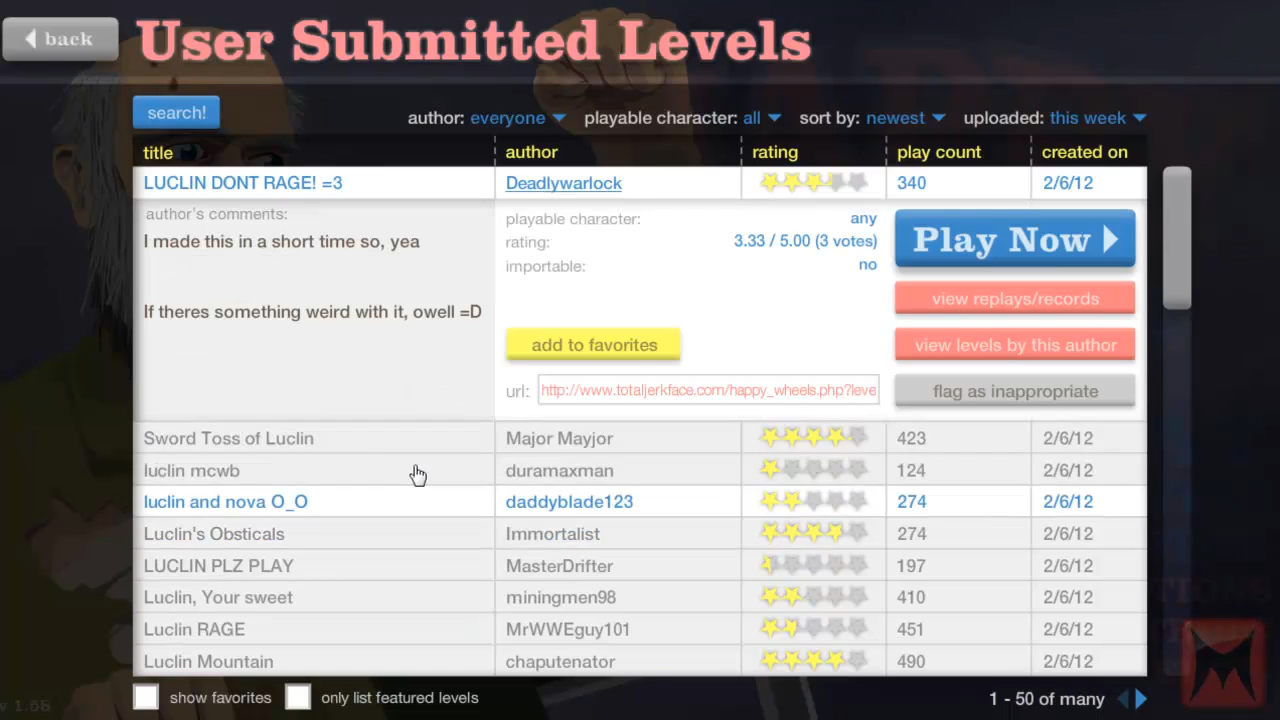 back
User Submitted Levels
search!
author: everyone playable character: all sort by: newest uploaded: this week
title author rating play count created on
LUCLIN DONT RAGE! =3 Deadlywarlock 340 2/6/12
author's comments:
I made this in a short time so, yea
If theres something weird with it, owell =D
playable character: any
rating: 3.33 / 5.00 (3 votes)
importable: no
add to favorites
url: http://www.totaljerkface.com/happy_wheels.php?leve
Play Now
view replays/records
view levels by this author
flag as inappropriate
Sword Toss of Luclin Major Mayjor 423 2/6/12
luclin mcwb duramaxman 124 2/6/12
luclin and nova O_O daddyblade123 274 2/6/12
Luclin's Obsticals Immortalist 274 2/6/12
LUCLIN PLZ PLAY MasterDrifter 197 2/6/12
Luclin, Your sweet miningmen98 410 2/6/12
Luclin RAGE MrWWEguy101 451 2/6/12
Luclin Mountain chaputenator 490 2/6/12
show favorites only list featured levels 1 - 50 of many
v 1.58